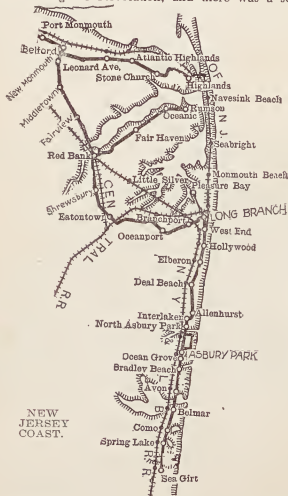 Port Monmouth
Belford
Leonard Ave.
Atlantic Highlands
Stone Church
Highlands
New Monmouth
Navesink Beach
Middletown
Rumson
Oceanic
Fairview
Fair Haven
Seabright
Red Bank
C. OF N. J.
Little Silver
Monmouth Beach
Pleasure Bay
Shrewsbury
CENTRAL RR
Eatontown
Branchport
LONG BRANCH
Oceanport
West End
Hollywood
Elberon
N Y
Deal Beach
Allenhurst
Interlaken
North Asbury Park
Ocean Grove
ASBURY PARK
Bradley Beach
L B
Avon
Belmar
NEW
JERSEY
COAST.
Como
Spring Lake
RR
Sea Girt